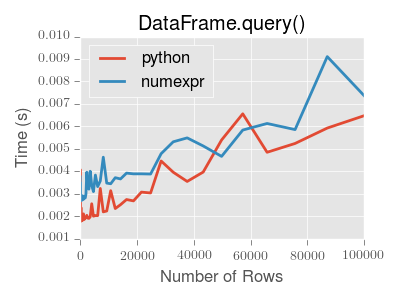 DataFrame.query()
0.010
0.009
0.008
0.007
0.006
0.005
0.004
0.003
0.002
0.001
Time (s)
python
numexpr
0 20000 40000 60000 80000 100000
Number of Rows